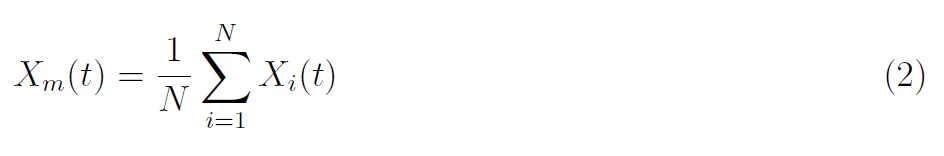 X_m(t) = \frac{1}{N} \sum_{i=1}^{N} X_i(t) (2)